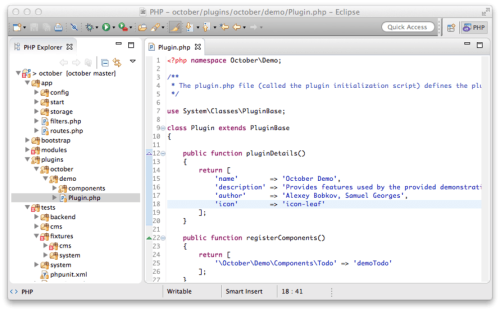 PHP – october/plugins/october/demo/Plugin.php – Eclipse
Quick Access
PHP
PHP Explorer
> october [october master]
app
config
start
storage
filters.php
routes.php
bootstrap
modules
plugins
october
demo
components
Plugin.php
tests
backend
cms
fixtures
cms
system
system
phpunit.xml
Plugin.php
1 <?php namespace October\Demo;
2
3 /**
4 * The plugin.php file (called the plugin initialization script) defines the
5 */
6
7 use System\Classes\PluginBase;
8
9 class Plugin extends PluginBase
10 {
11
12 public function pluginDetails()
13 {
14 return [
15 'name' => 'October Demo',
16 'description' => 'Provides features used by the provided demonstrati
17 'author' => 'Alexey Bobkov, Samuel Georges',
18 'icon' => 'icon-leaf'
19 ];
20 }
21
22 public function registerComponents()
23 {
24 return [
25 '\October\Demo\Components\Todo' => 'demoTodo'
26 ];
27 }
PHP
Writable
Smart Insert
18 : 41